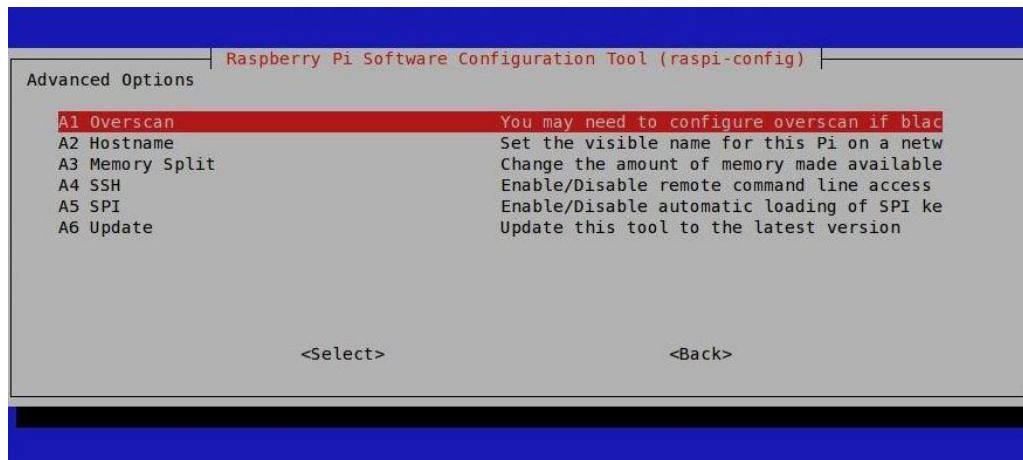 Raspberry Pi Software Configuration Tool (raspi-config)
Advanced Options
A1 Overscan You may need to configure overscan if blac
A2 Hostname Set the visible name for this Pi on a netw
A3 Memory Split Change the amount of memory made available
A4 SSH Enable/Disable remote command line access
A5 SPI Enable/Disable automatic loading of SPI ke
A6 Update Update this tool to the latest version
<Select> <Back>